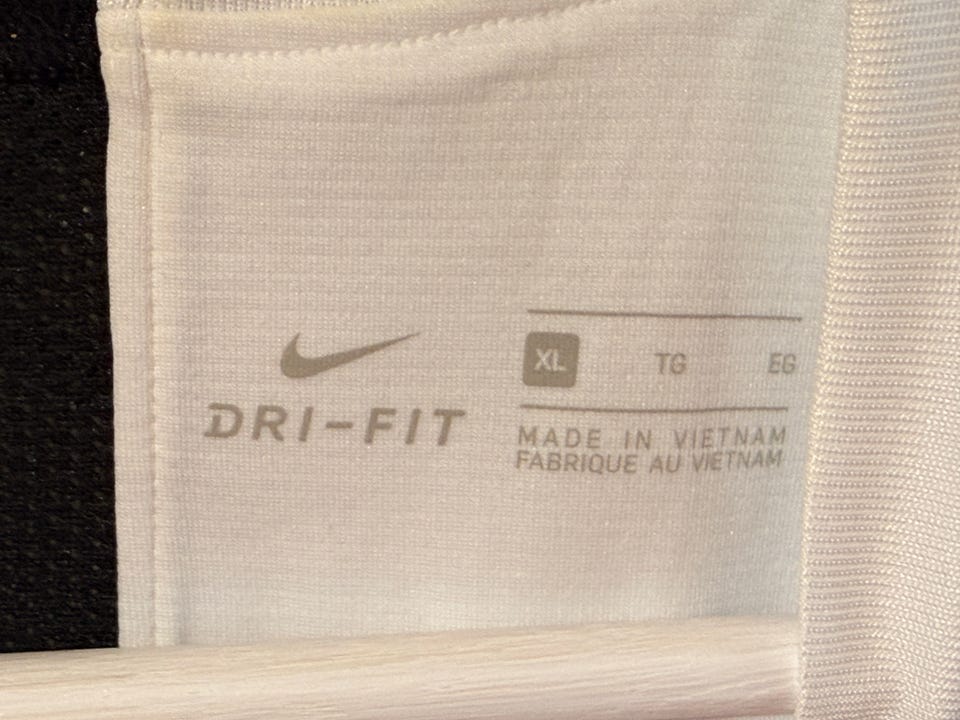 DRI-FIT
XL TG EG
MADE IN VIETNAM
FABRIQUE AU VIETNAM